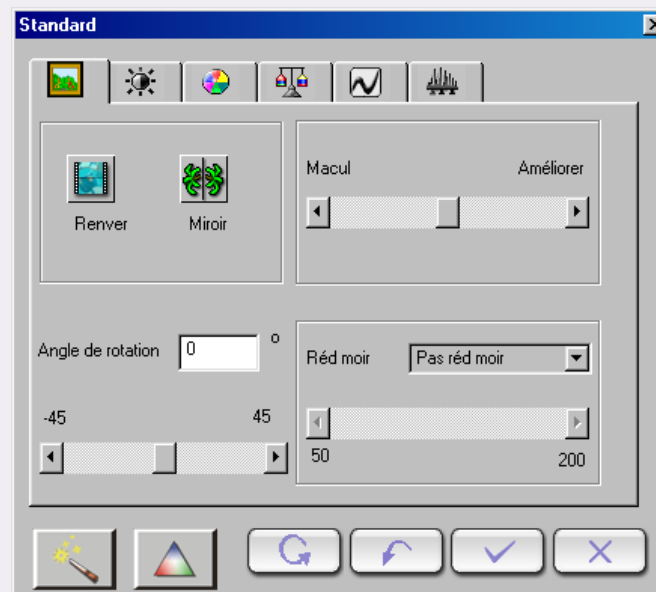 Standard
Renver Miroir
Macul Améliorer
Angle de rotation 0 °
-45 45
Réd moir Pas réd moir
50 200